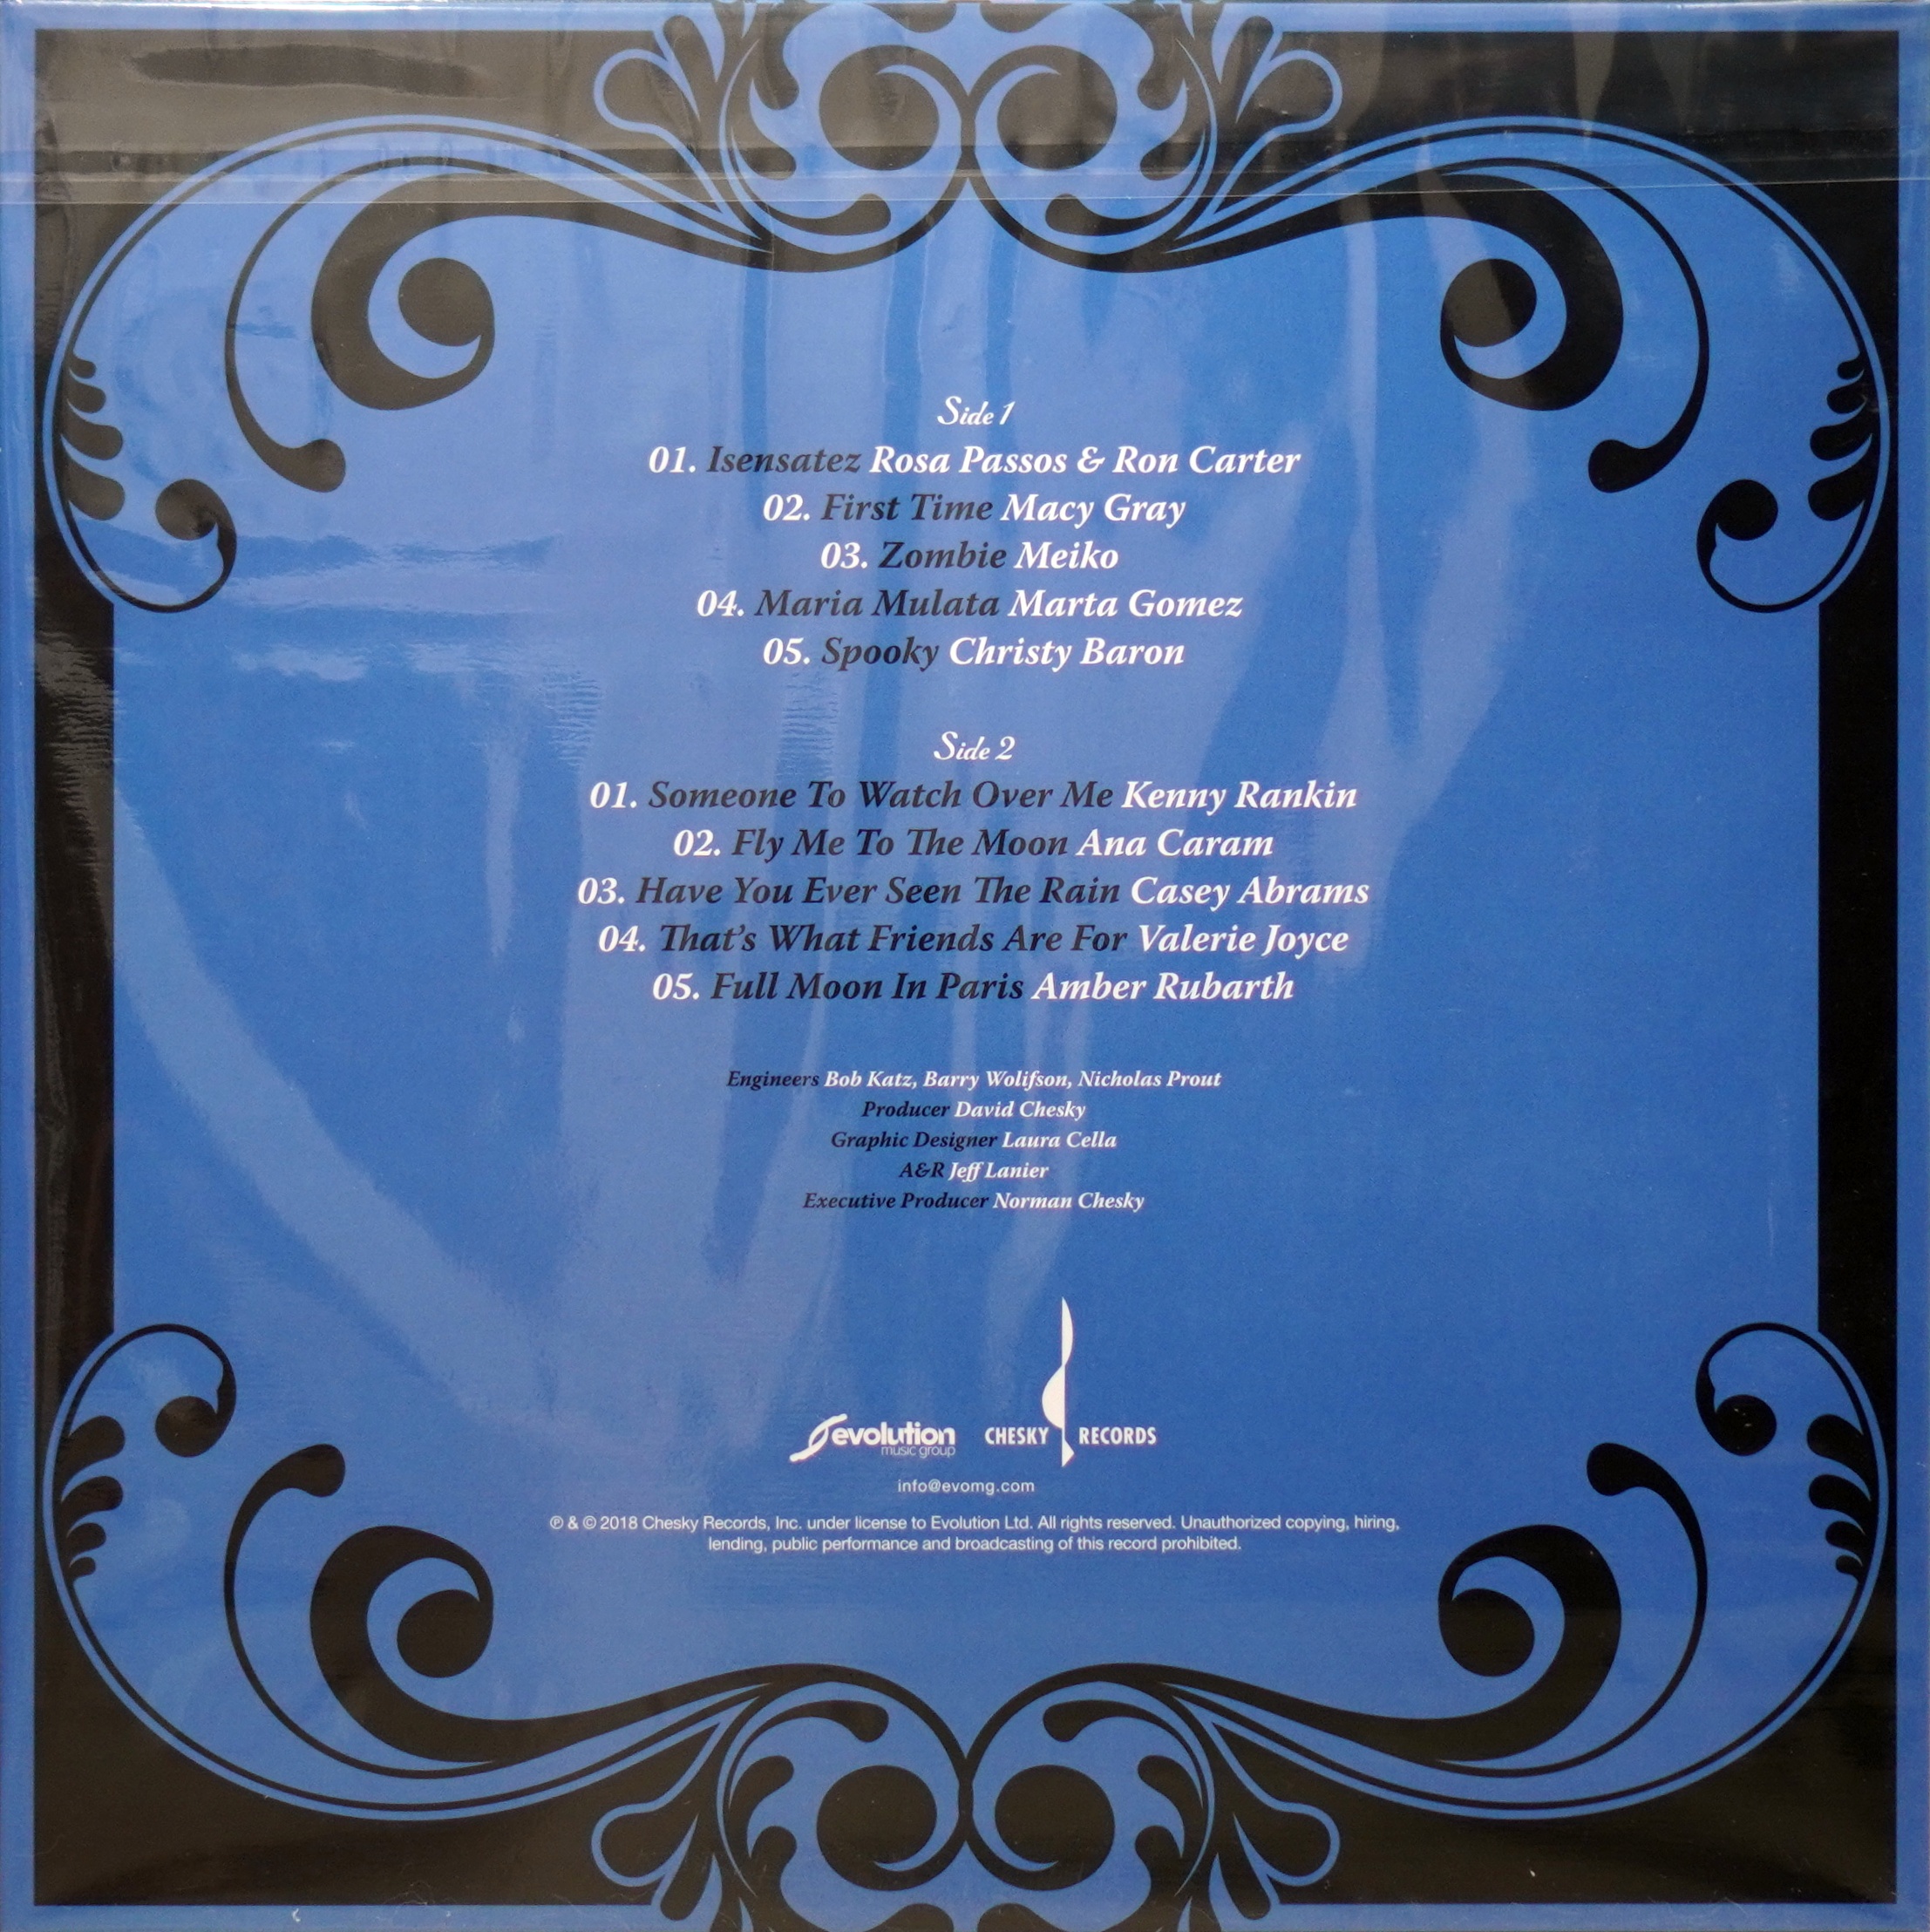 Side 1
01. Isensatez Rosa Passos & Ron Carter
02. First Time Macy Gray
03. Zombie Meiko
04. Maria Mulata Marta Gomez
05. Spooky Christy Baron
Side 2
01. Someone To Watch Over Me Kenny Rankin
02. Fly Me To The Moon Ana Caram
03. Have You Ever Seen The Rain Casey Abrams
04. That's What Friends Are For Valerie Joyce
05. Full Moon In Paris Amber Rubarth
Engineers Bob Katz, Barry Wolifson, Nicholas Prout
Producer David Chesky
Graphic Designer Laura Cella
A&R Jeff Lanier
Executive Producer Norman Chesky
evolution
music group
CHESKY RECORDS
info@evomg.com
℗ & © 2018 Chesky Records, Inc. under license to Evolution Ltd. All rights reserved. Unauthorized copying, hiring,
lending, public performance and broadcasting of this record prohibited.